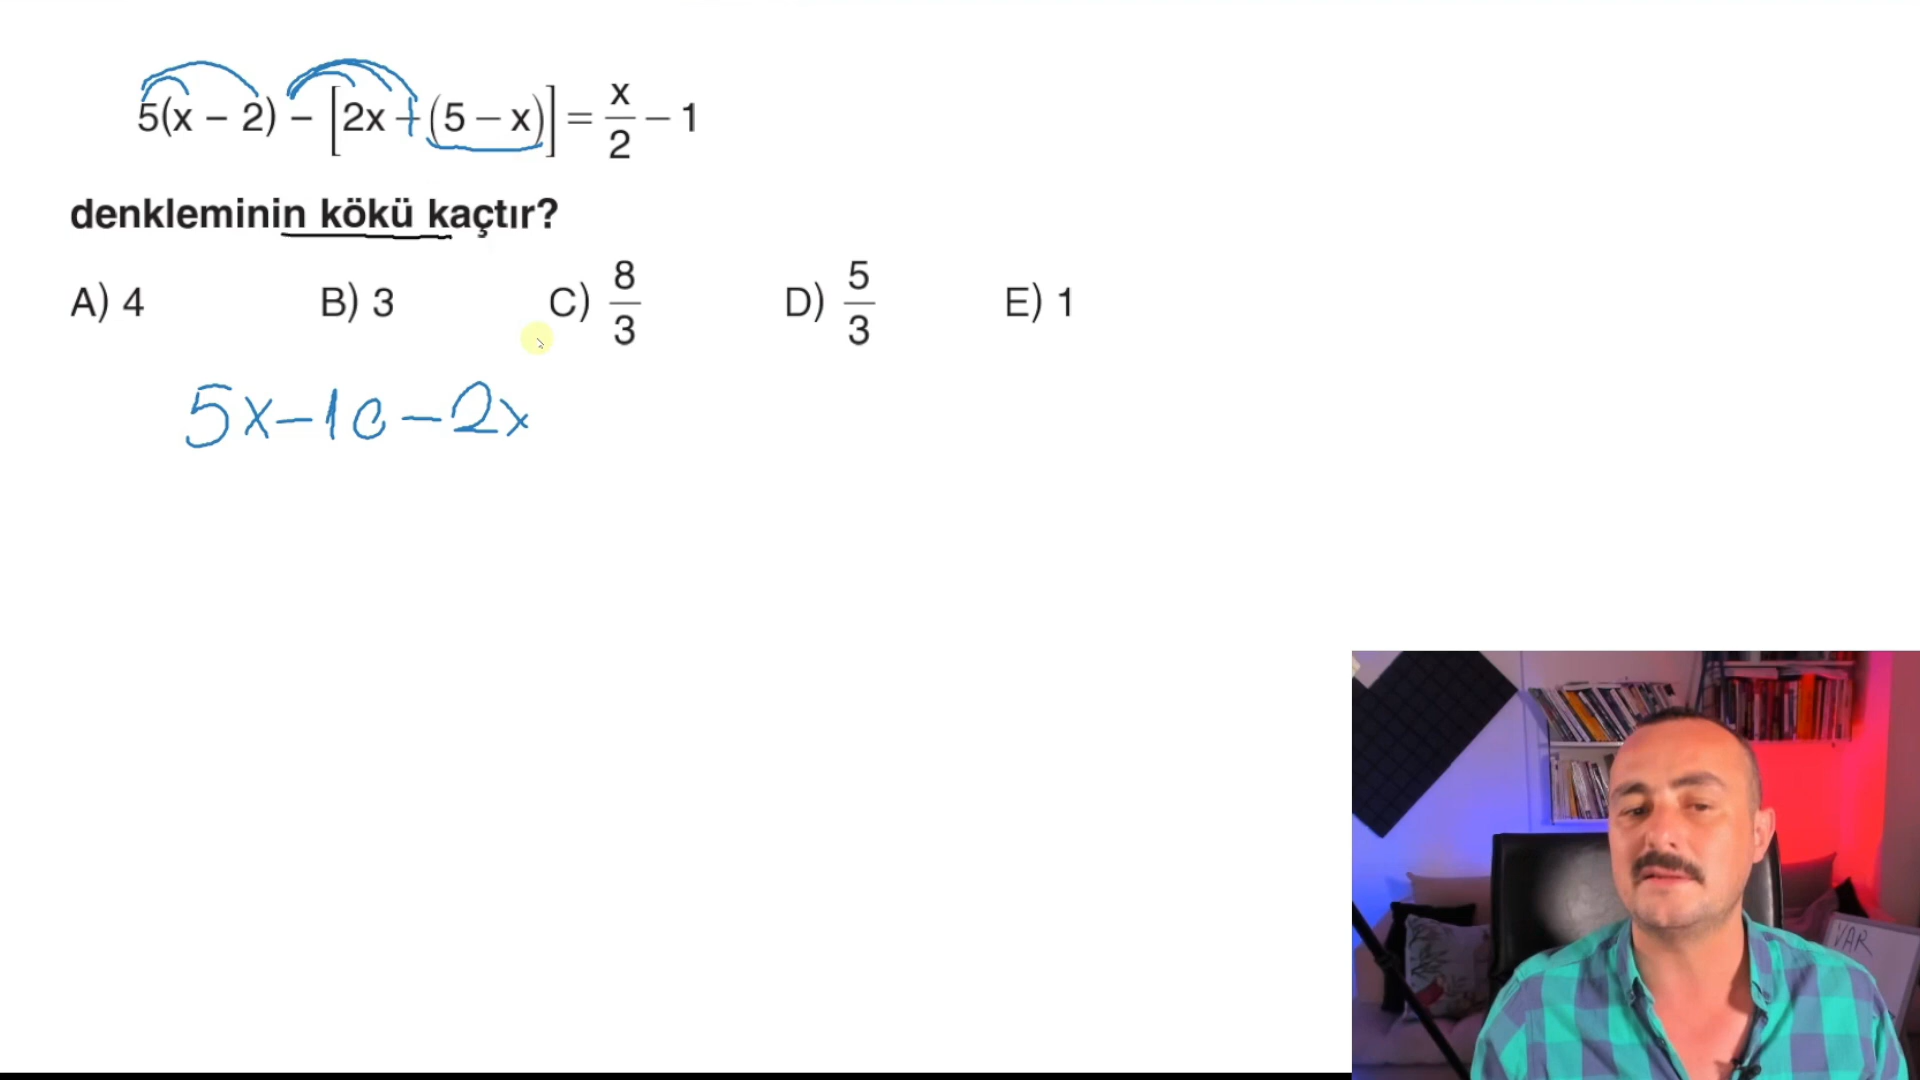 5(x − 2) − [2x + (5 − x)] = x/2 − 1
denkleminin kökü kaçtır?
A) 4 B) 3 C) 8/3 D) 5/3 E) 1
5x − 10 − 2x
VAR